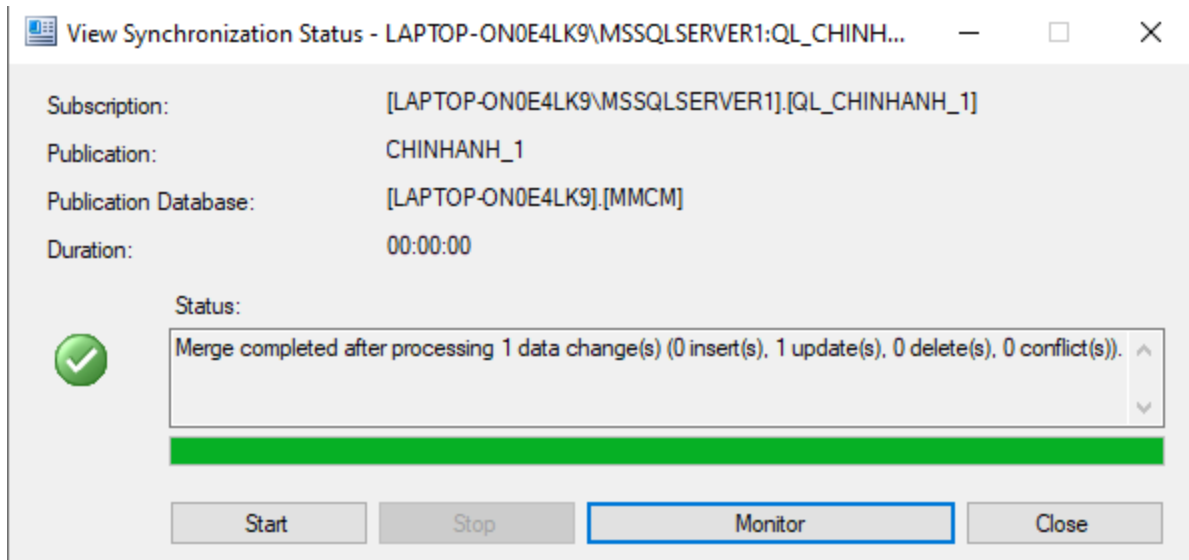 View Synchronization Status - LAPTOP-ON0E4LK9\MSSQLSERVER1:QL_CHINH...
Subscription: [LAPTOP-ON0E4LK9\MSSQLSERVER1].[QL_CHINHANH_1]
Publication: CHINHANH_1
Publication Database: [LAPTOP-ON0E4LK9].[MMCM]
Duration: 00:00:00
Status:
Merge completed after processing 1 data change(s) (0 insert(s), 1 update(s), 0 delete(s), 0 conflict(s)).
Start Stop Monitor Close